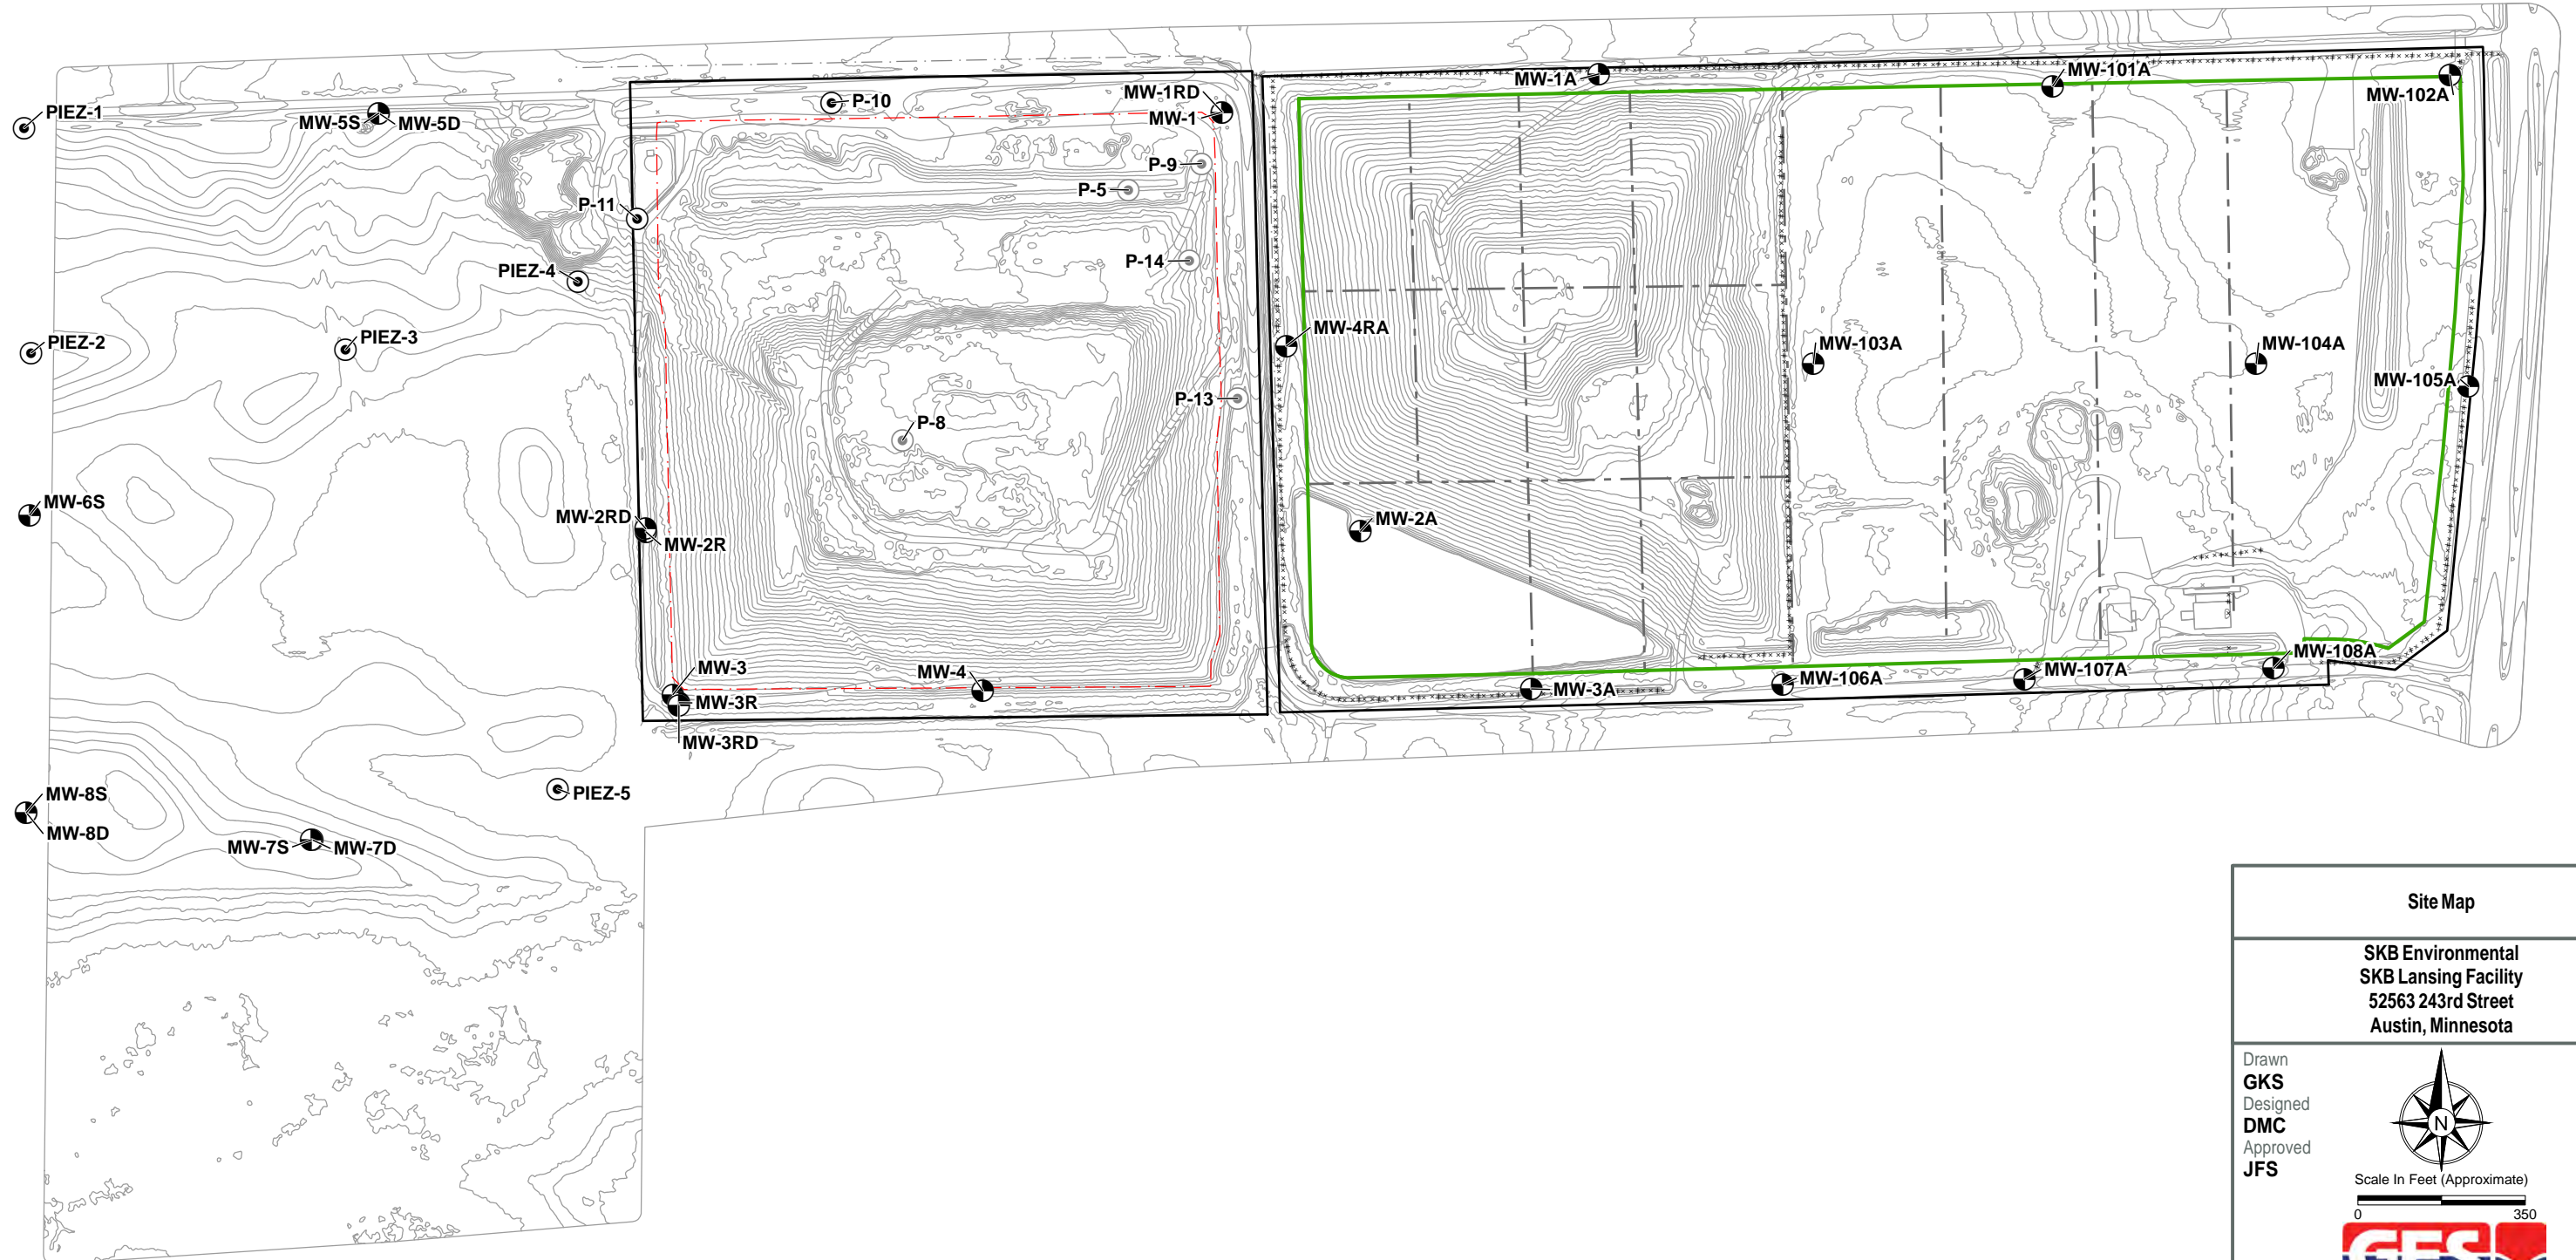 MW-101A
MW-1A
MW-102A
MW-1RD
P-10
PIEZ-1
MW-1
MW-5S
MW-5D
P-9
P-5
P-11
P-14
PIEZ-4
MW-4RA
PIEZ-3
PIEZ-2
MW-103A
MW-104A
MW-105A
P-13
P-8
MW-6S
MW-2RD
MW-2A
MW-2R
MW-108A
MW-3
MW-4
MW-107A
MW-106A
MW-3A
MW-3R
MW-3RD
MW-8S
PIEZ-5
MW-8D
MW-7S
MW-7D
Site Map
SKB Environmental
SKB Lansing Facility
52563 243rd Street
Austin, Minnesota
Drawn
GKS
Designed
DMC
Approved
JFS
N
Scale In Feet (Approximate)
0
350